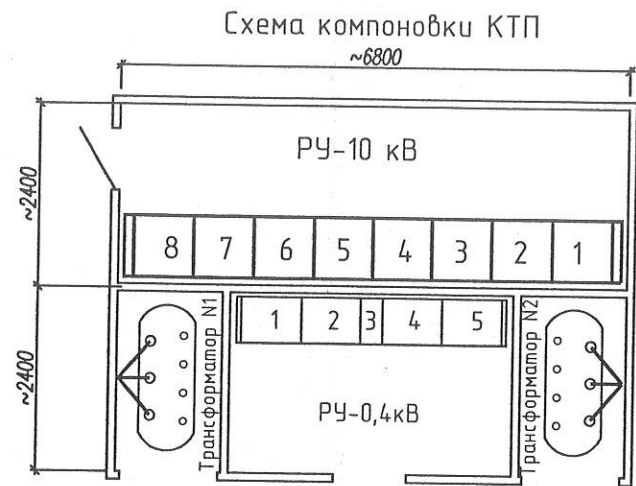 Схема компоновки КТП
~6800
~2400
РУ-10 кВ
8 7 6 5 4 3 2 1
~2400
Трансформатор N1
1 2 3 4 5
РУ-0,4кВ
Трансформатор N2